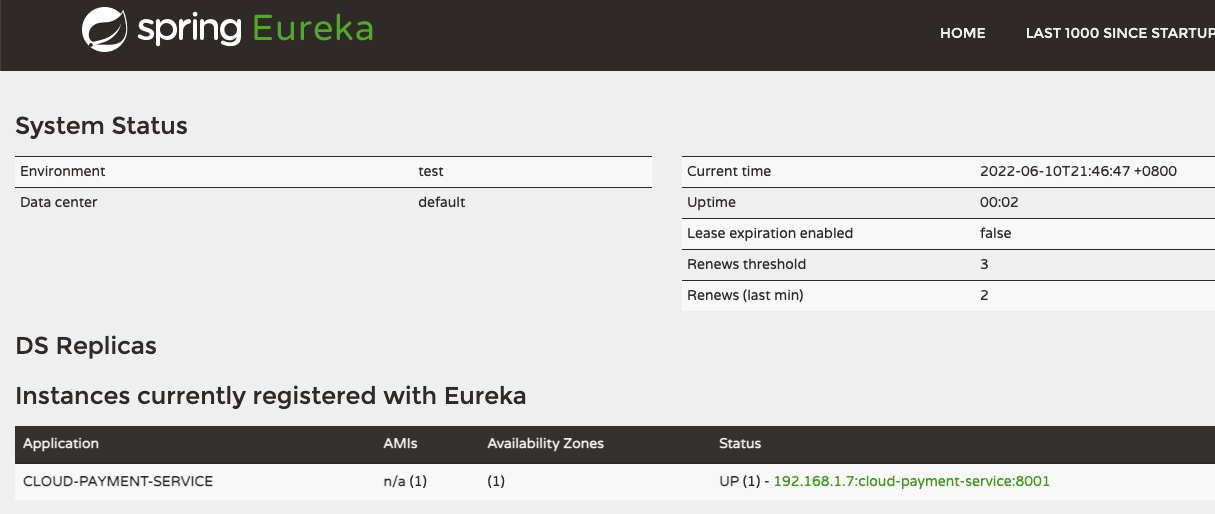 spring Eureka
HOME LAST 1000 SINCE STARTUP
System Status
Environment test
Data center default
Current time 2022-06-10T21:46:47 +0800
Uptime 00:02
Lease expiration enabled false
Renews threshold 3
Renews (last min) 2
DS Replicas
Instances currently registered with Eureka
Application AMIs Availability Zones Status
CLOUD-PAYMENT-SERVICE n/a (1) (1) UP (1) - 192.168.1.7:cloud-payment-service:8001